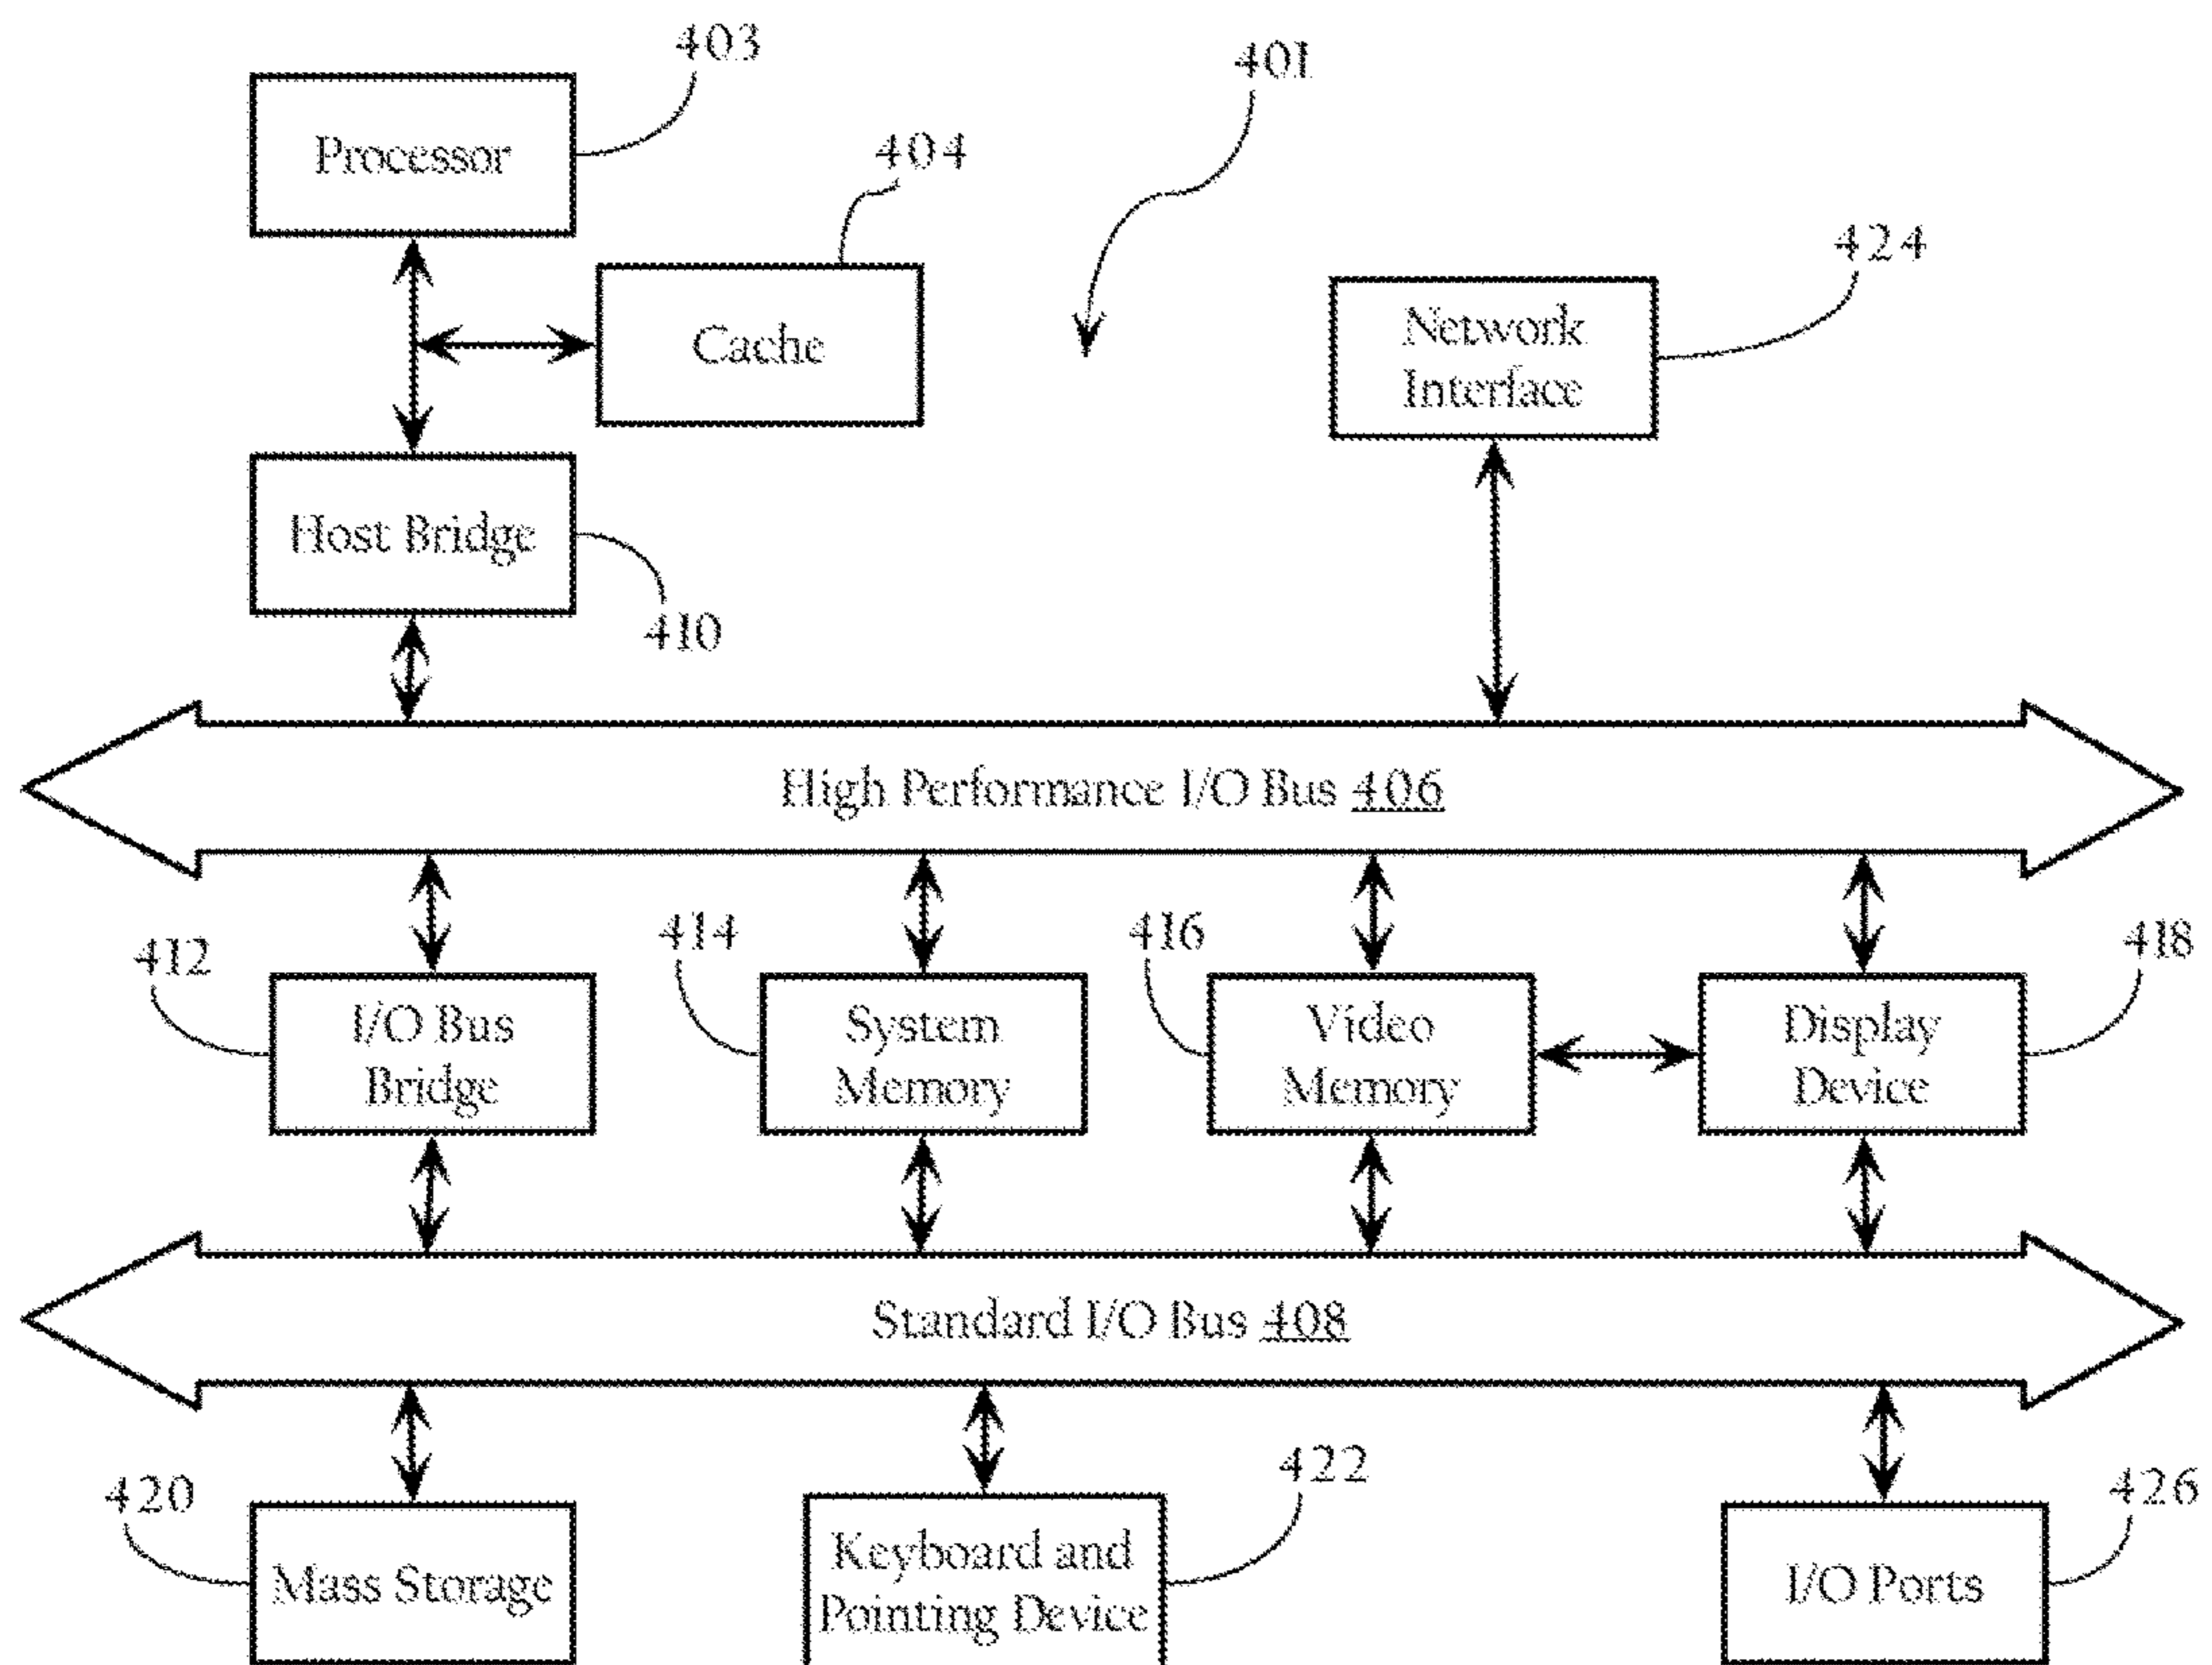 403
401
Processor
404
424
Cache
Network
Interface
Host Bridge
410
High Performance I/O Bus 406
412
414
416
418
I/O Bus
Bridge
System
Memory
Video
Memory
Display
Device
Standard I/O Bus 408
420
422
426
Mass Storage
Keyboard and
Pointing Device
I/O Ports